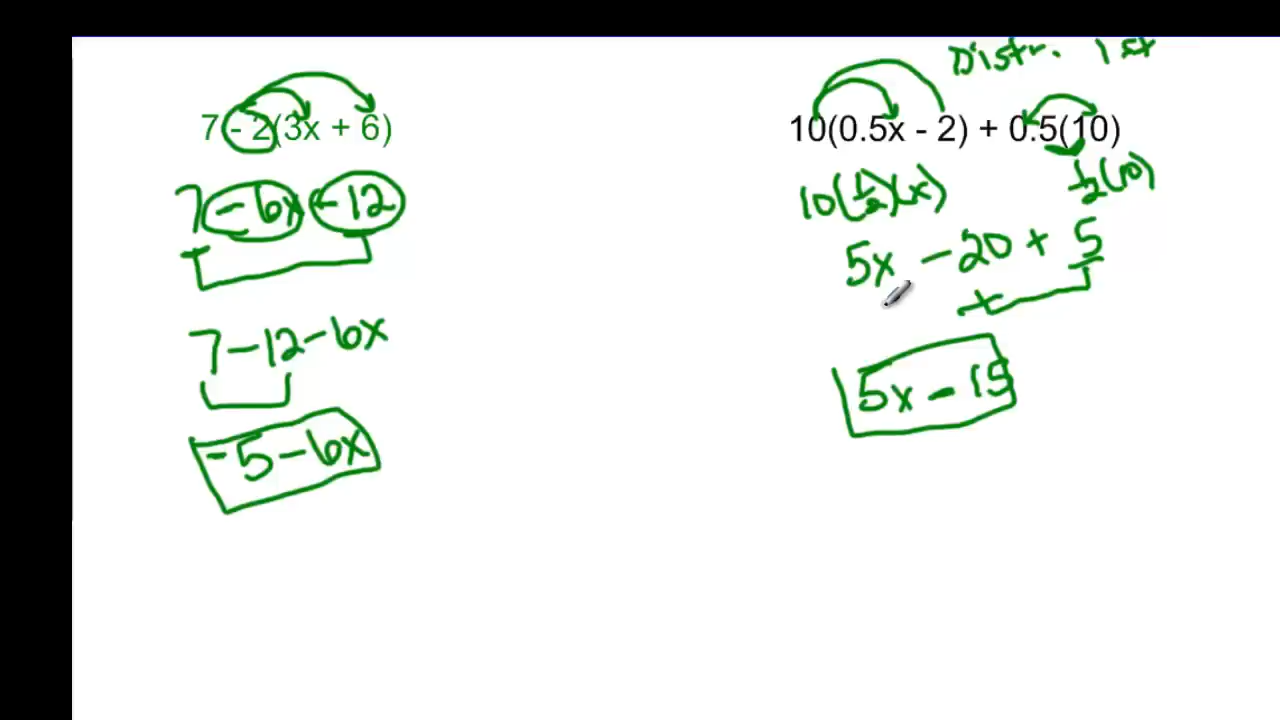 7 - 2(3x + 6)
7 - 6x - 12
7 - 12 - 6x
- 5 - 6x
Distr. 1st
10(0.5x - 2) + 0.5(10)
10(1/2)(x)
1/2(10)
5x - 20 + 5
5x - 15